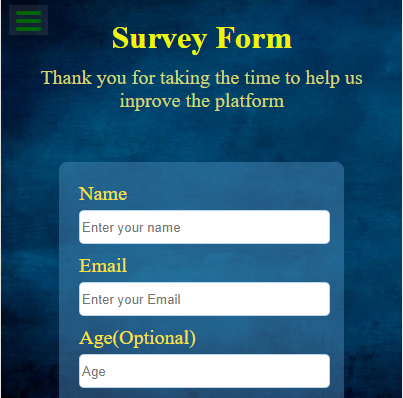 Survey Form
Thank you for taking the time to help us
inprove the platform
Name
Enter your name
Email
Enter your Email
Age(Optional)
Age